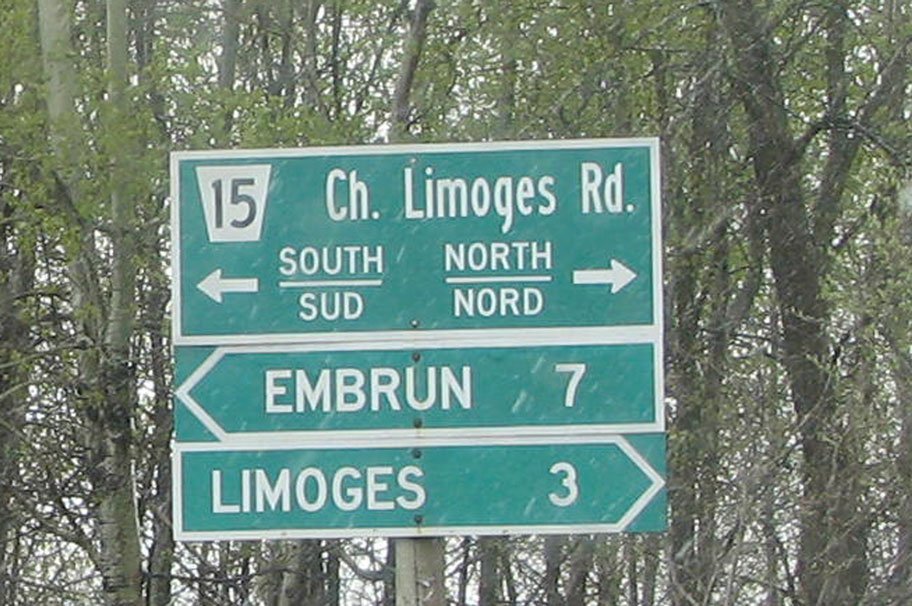 15 Ch. Limoges Rd.
SOUTH NORTH
SUD NORD
EMBRUN 7
LIMOGES 3